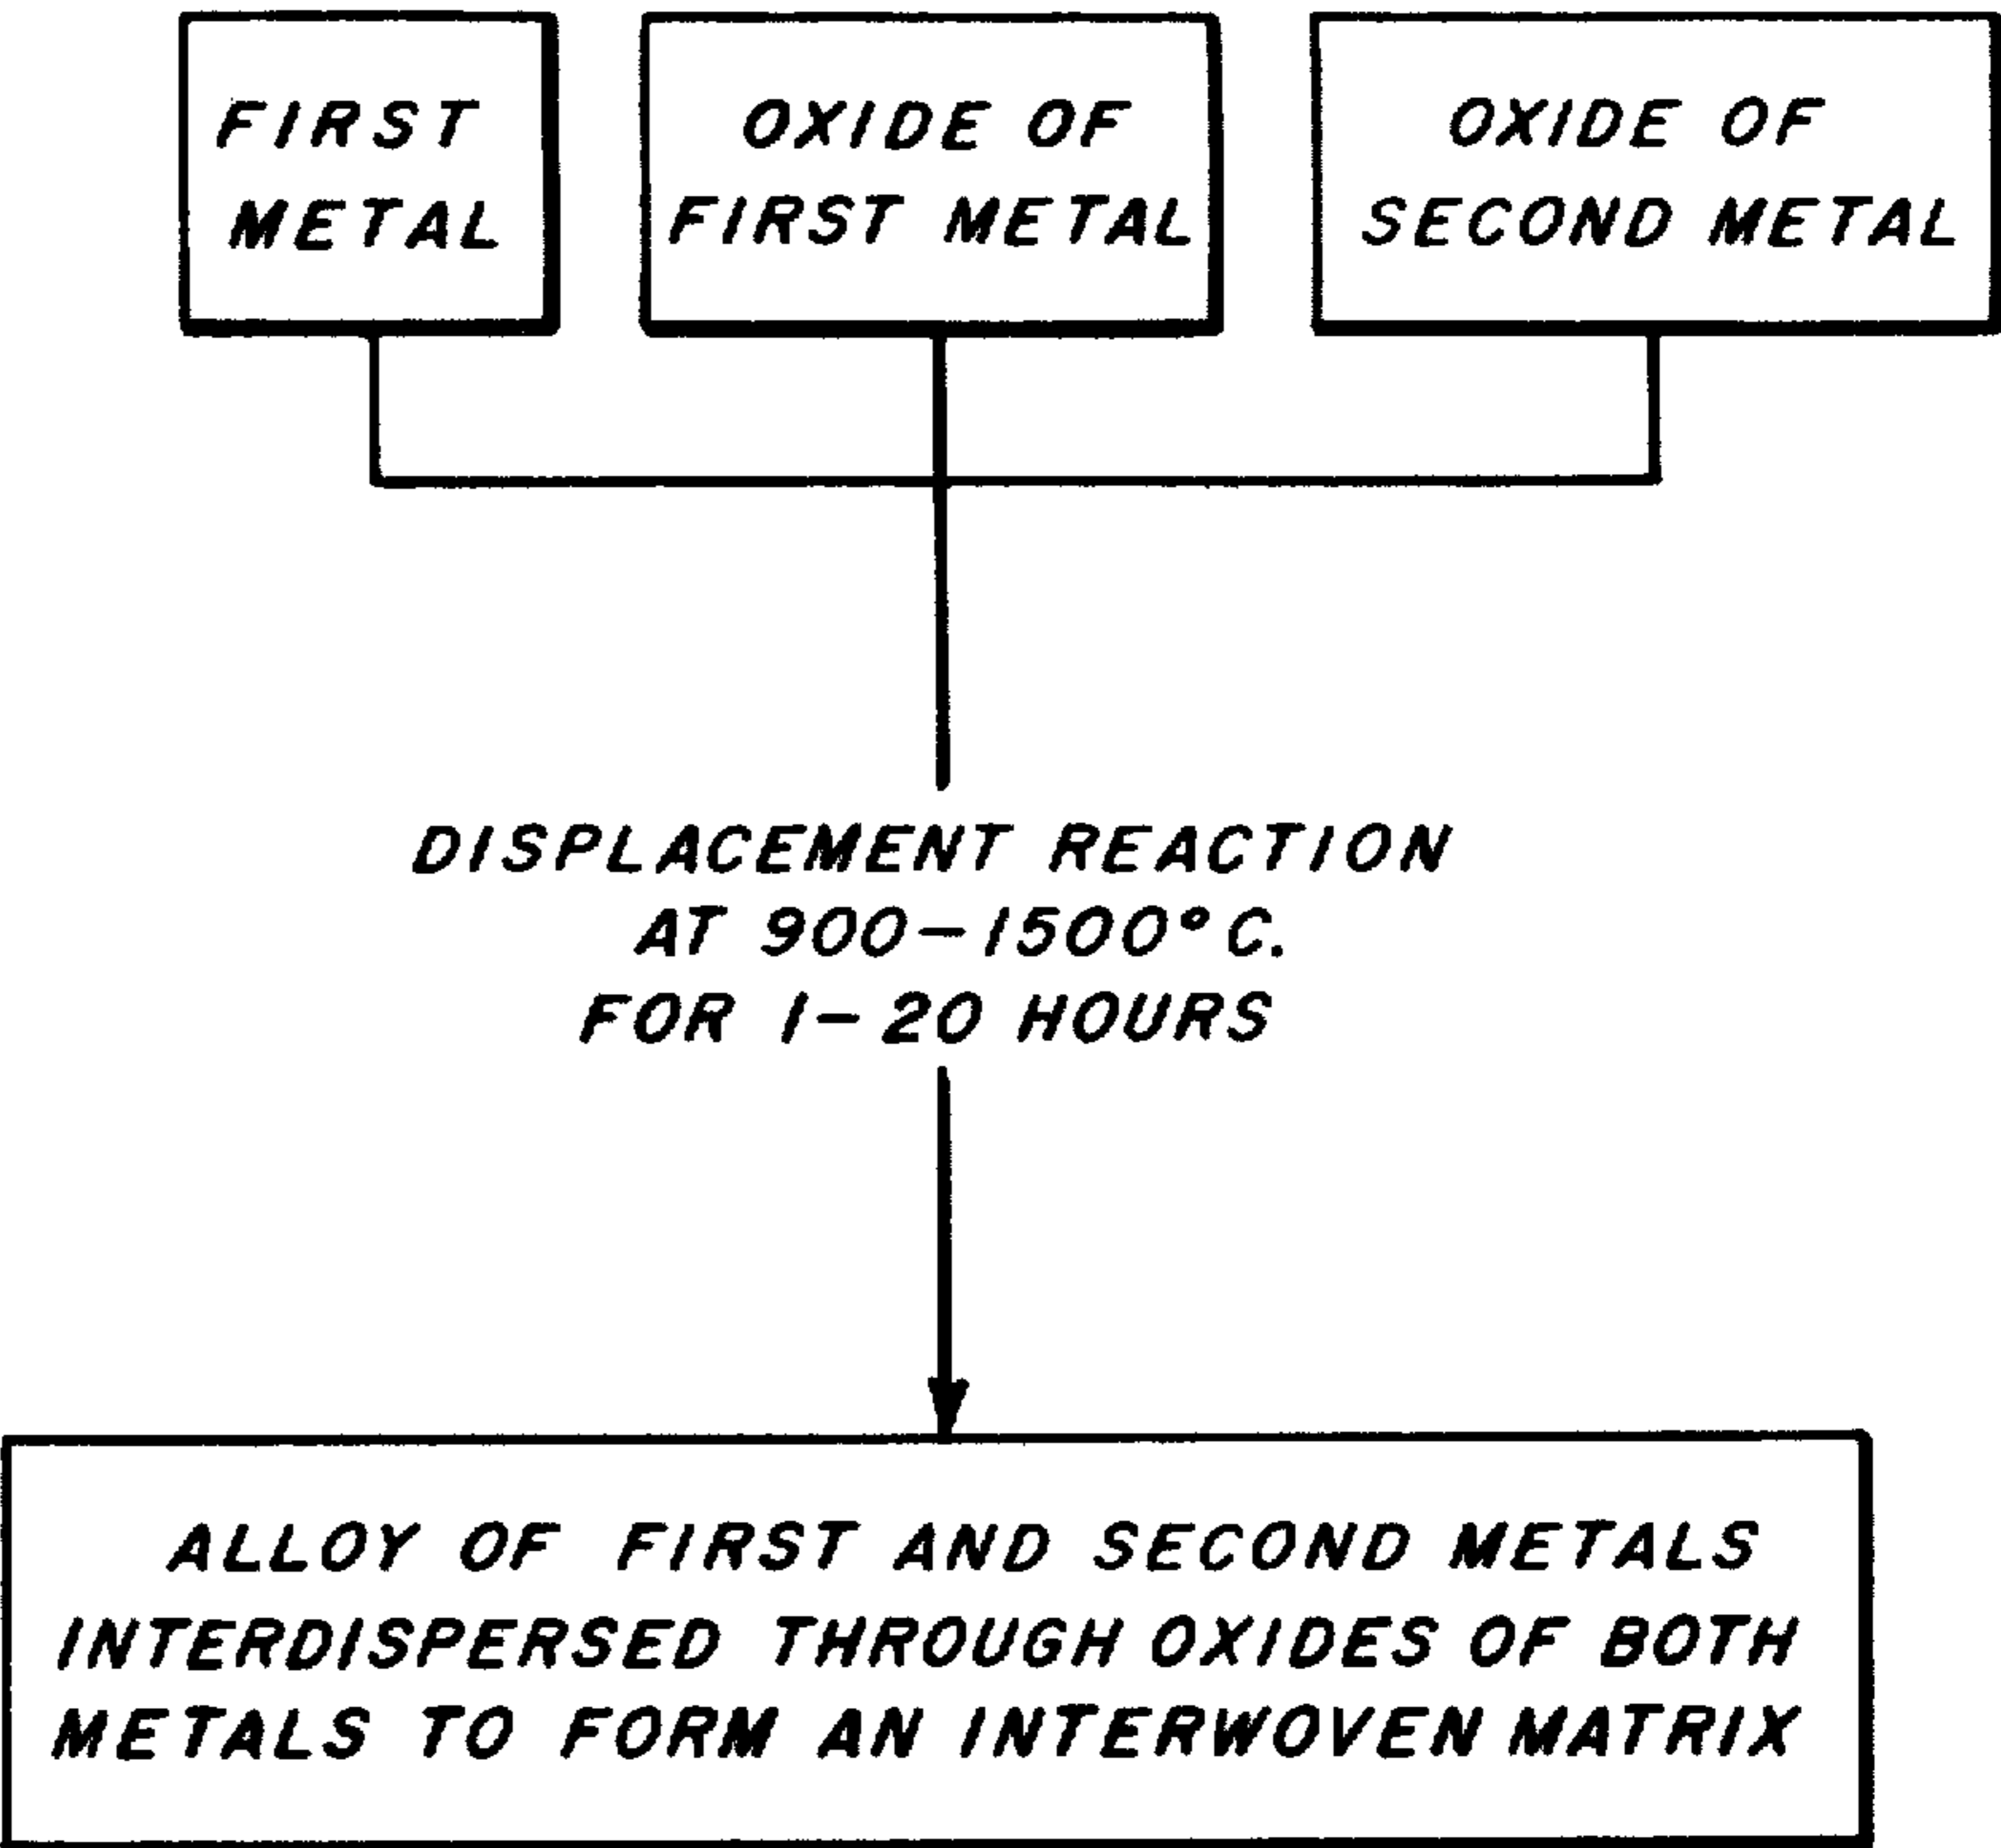 FIRST
METAL
OXIDE OF
FIRST METAL
OXIDE OF
SECOND METAL
DISPLACEMENT REACTION
AT 900-1500°C.
FOR 1-20 HOURS
ALLOY OF FIRST AND SECOND METALS
INTERDISPERSED THROUGH OXIDES OF BOTH
METALS TO FORM AN INTERWOVEN MATRIX